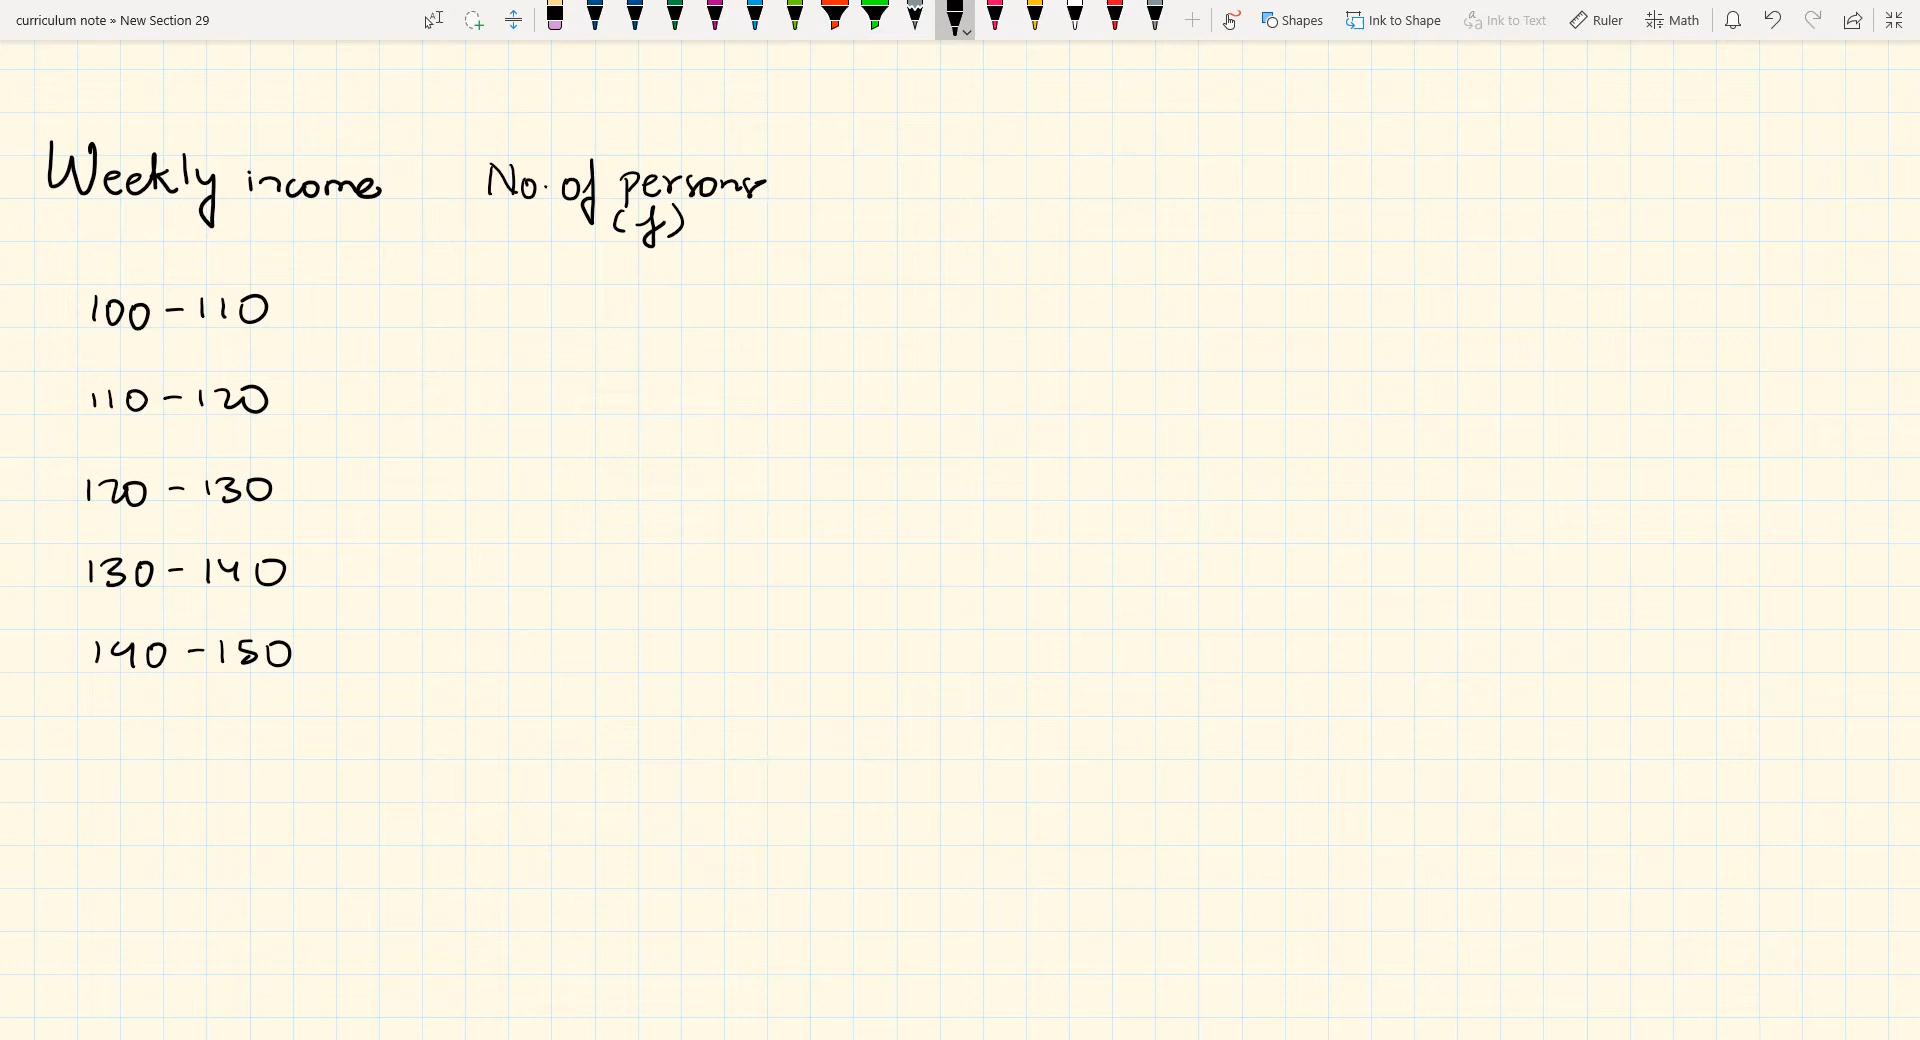 curriculum note » New Section 29
Shapes Ink to Shape Ink to Text Ruler Math
Weekly income No. of persons
(f)
100 - 110
110 - 120
120 - 130
130 - 140
140 - 150